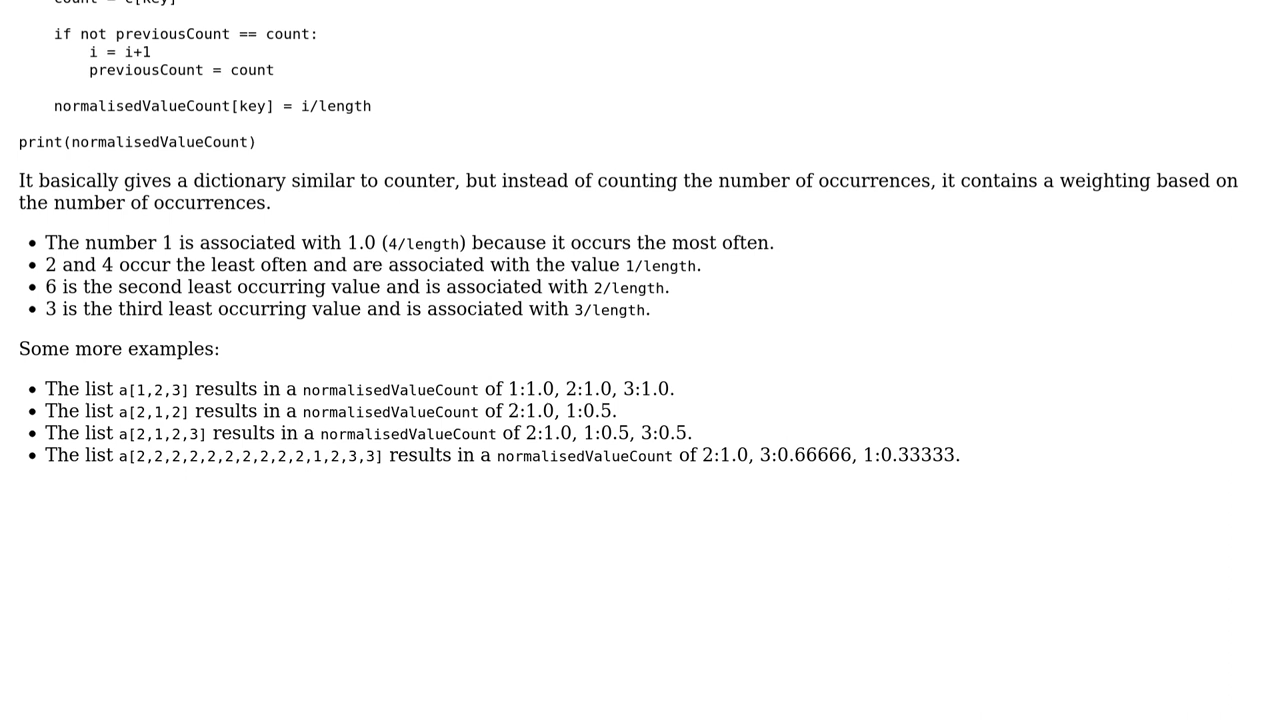 count = c[key]
if not previousCount == count:
i = i+1
previousCount = count
normalisedValueCount[key] = i/length
print(normalisedValueCount)
It basically gives a dictionary similar to counter, but instead of counting the number of occurrences, it contains a weighting based on
the number of occurrences.
• The number 1 is associated with 1.0 (4/length) because it occurs the most often.
• 2 and 4 occur the least often and are associated with the value 1/length.
• 6 is the second least occurring value and is associated with 2/length.
• 3 is the third least occurring value and is associated with 3/length.
Some more examples:
• The list a[1,2,3] results in a normalisedValueCount of 1:1.0, 2:1.0, 3:1.0.
• The list a[2,1,2] results in a normalisedValueCount of 2:1.0, 1:0.5.
• The list a[2,1,2,3] results in a normalisedValueCount of 2:1.0, 1:0.5, 3:0.5.
• The list a[2,2,2,2,2,2,2,2,2,2,2,1,2,3,3] results in a normalisedValueCount of 2:1.0, 3:0.66666, 1:0.33333.